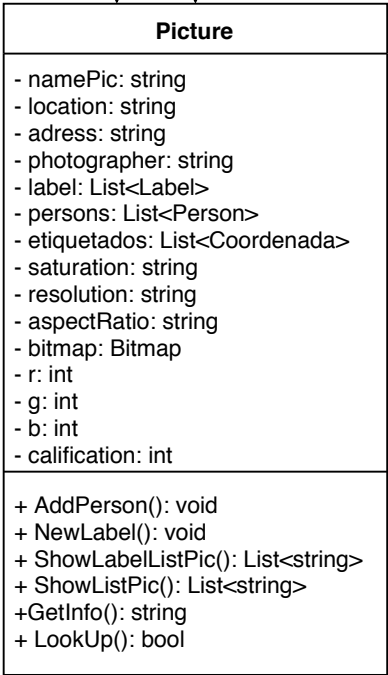 Picture
- namePic: string
- location: string
- adress: string
- photographer: string
- label: List<Label>
- persons: List<Person>
- etiquetados: List<Coordenada>
- saturation: string
- resolution: string
- aspectRatio: string
- bitmap: Bitmap
- r: int
- g: int
- b: int
- calification: int
+ AddPerson(): void
+ NewLabel(): void
+ ShowLabelListPic(): List<string>
+ ShowListPic(): List<string>
+GetInfo(): string
+ LookUp(): bool